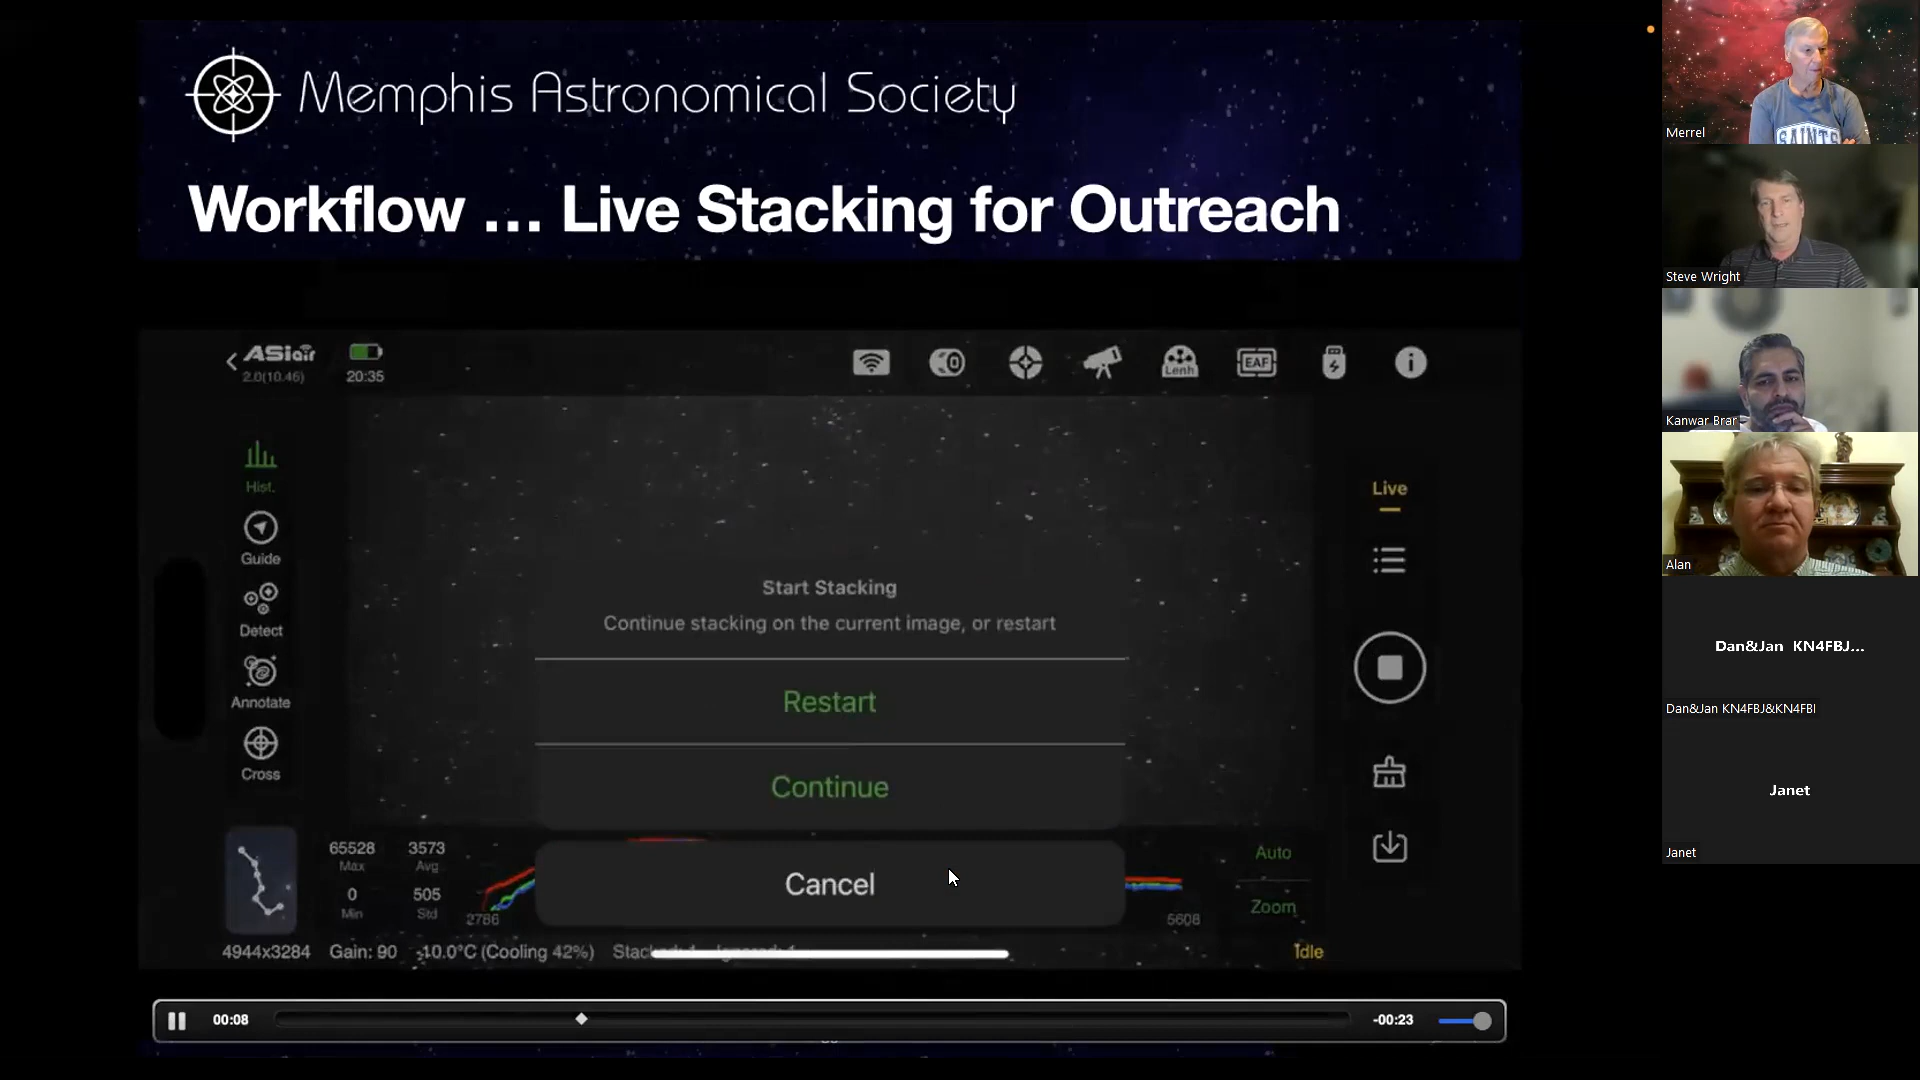 Memphis Astronomical Society
Workflow ... Live Stacking for Outreach
ASiair
2.0(10.46)
20:35
Lenh
EAF
Hist.
Guide
Detect
Annotate
Cross
Live
Start Stacking
Continue stacking on the current image, or restart
Restart
Continue
Cancel
65528
Max
3573
Avg
0
Min
505
Std
2786
5608
Auto
Zoom
4944x3284
Gain: 90
-10.0°C (Cooling 42%)
Idle
00:08
-00:23
SAINTS
Merrel
Steve Wright
Kanwar Brar
Alan
Dan&Jan KN4FBJ...
Dan&Jan KN4FBJ&KN4FBI
Janet
Janet